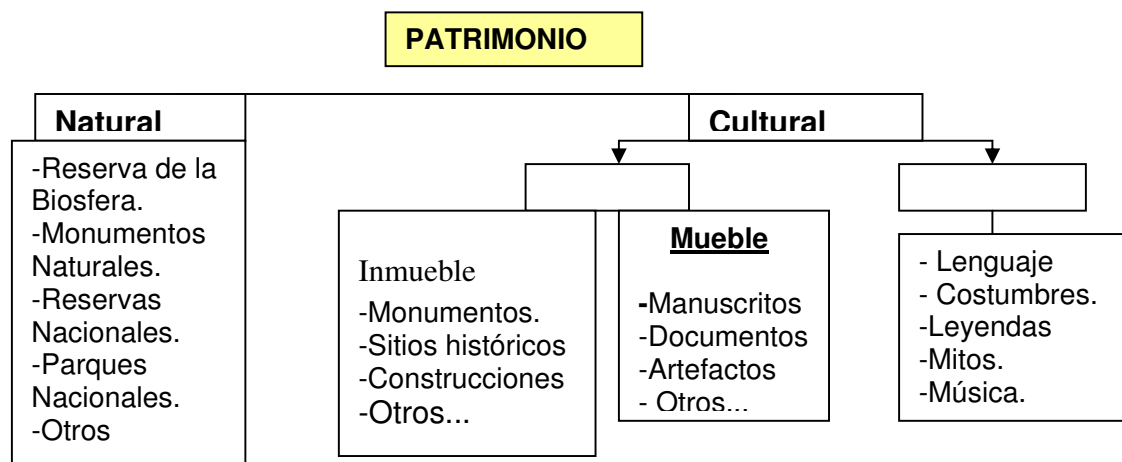 PATRIMONIO
Natural
Cultural
-Reserva de la
Biosfera.
-Monumentos
Naturales.
-Reservas
Nacionales.
-Parques
Nacionales.
-Otros
Inmueble
-Monumentos.
-Sitios históricos
-Construcciones
-Otros...
Mueble
-Manuscritos
-Documentos
-Artefactos
- Otros...
- Lenguaje
- Costumbres.
-Leyendas
-Mitos.
-Música.